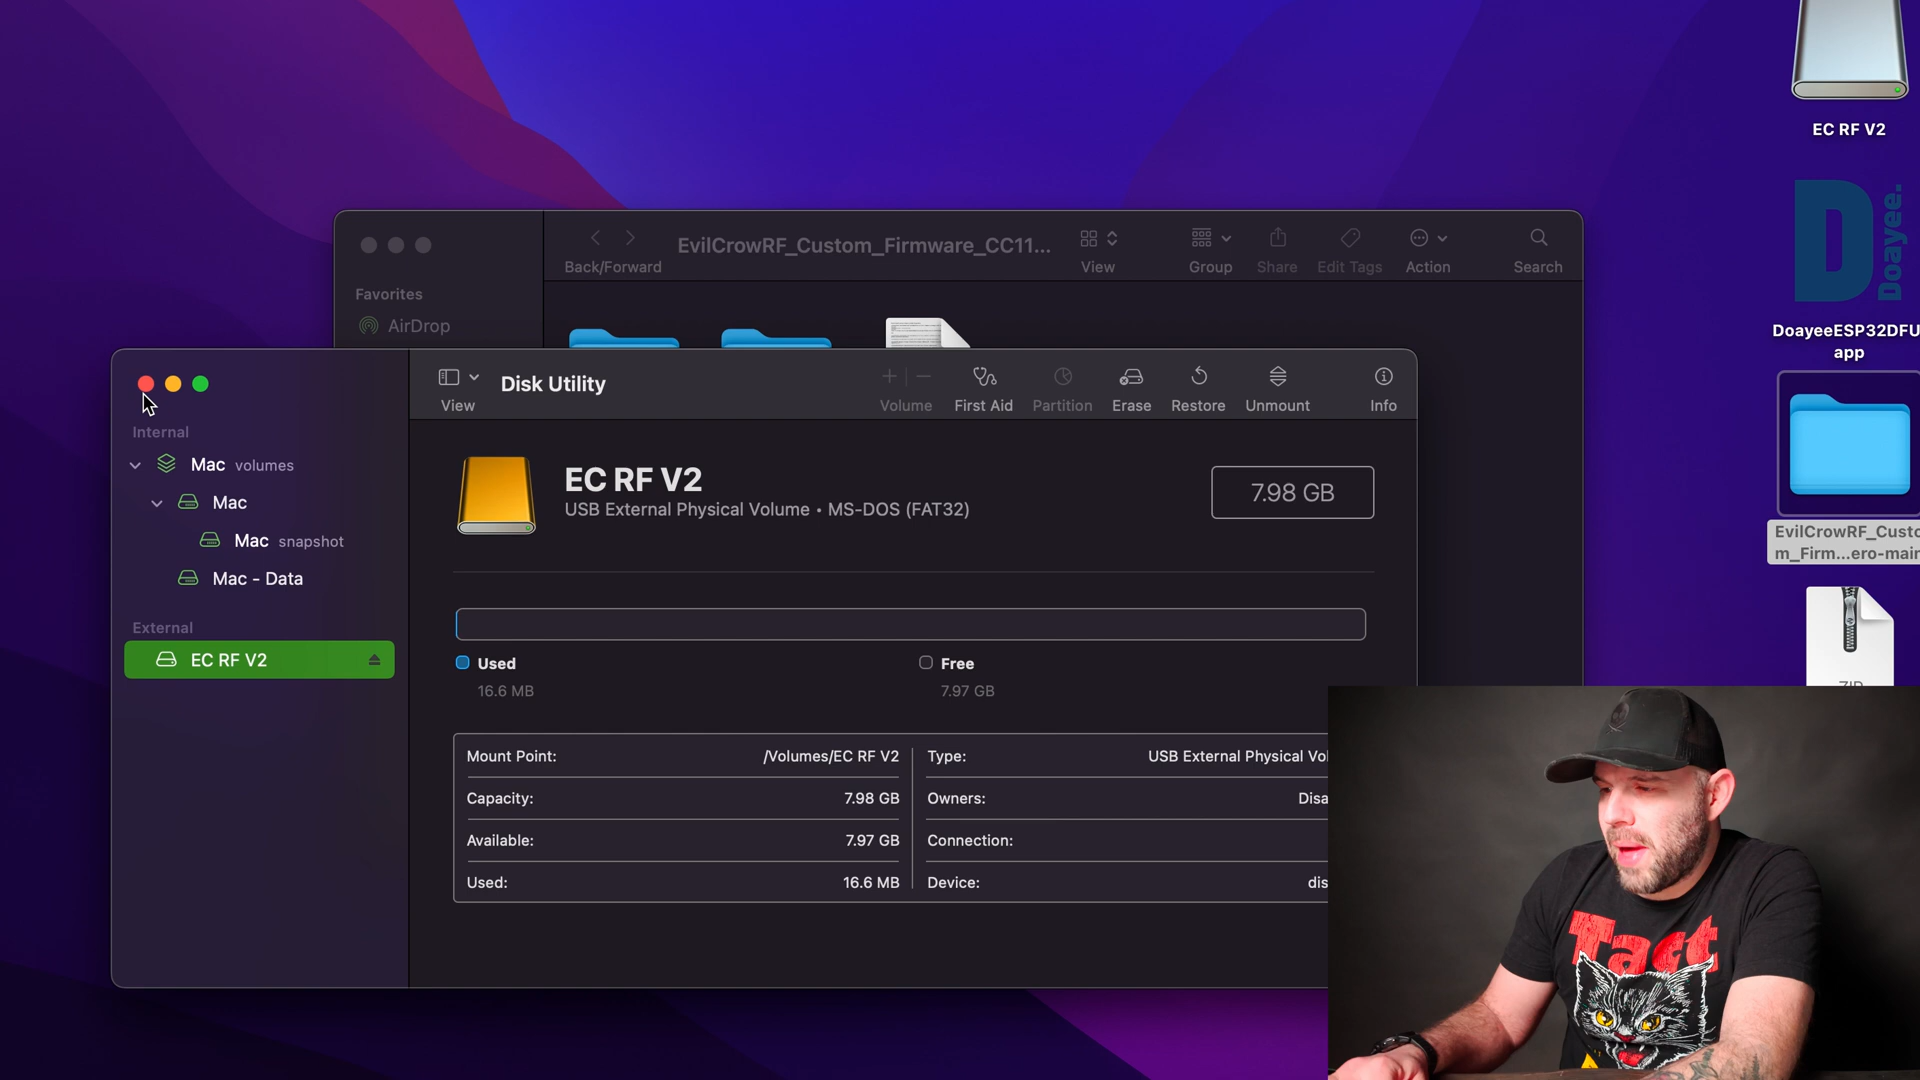 EC RF V2
Doayee.
DoayeeESP32DFU
app
EvilCrowRF_Custo
m_Firm...ero-main
EvilCrowRF_Custom_Firmware_CC11...
Back/Forward
View
Group
Share
Edit Tags
Action
Search
Favorites
AirDrop
Disk Utility
View
Volume
First Aid
Partition
Erase
Restore
Unmount
Info
Internal
Mac volumes
Mac
Mac snapshot
Mac - Data
External
EC RF V2
EC RF V2
USB External Physical Volume • MS-DOS (FAT32)
7.98 GB
Used
16.6 MB
Free
7.97 GB
Mount Point: /Volumes/EC RF V2
Capacity: 7.98 GB
Available: 7.97 GB
Used: 16.6 MB
Type: USB External Physical Vol
Owners: Disa
Connection:
Device: dis
Tact